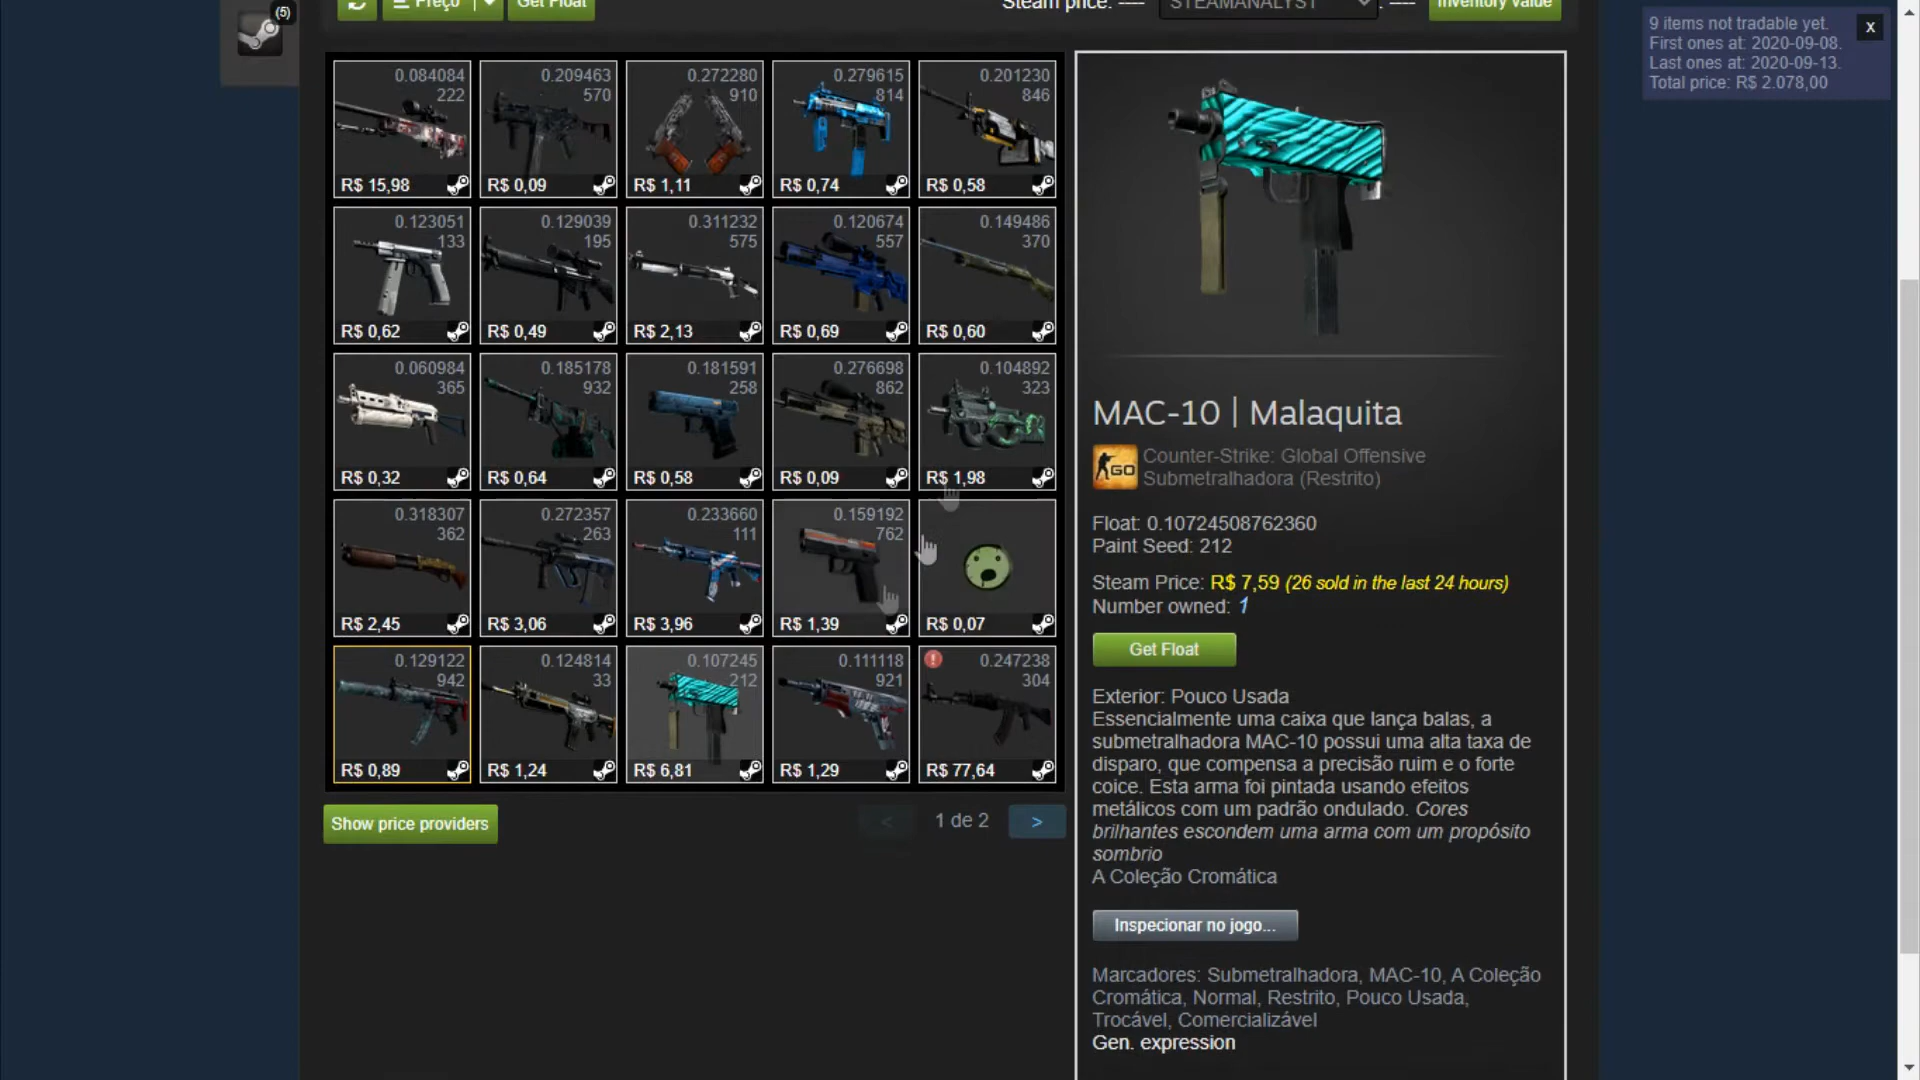 (5)
Preço
Get Float
Steam price: ----
STEAMANALYST
: ----
Inventory value
9 items not tradable yet.
First ones at: 2020-09-08.
Last ones at: 2020-09-13.
Total price: R$ 2.078,00
x
0.084084
222
R$ 15,98
0.209463
570
R$ 0,09
0.272280
910
R$ 1,11
0.279615
814
R$ 0,74
0.201230
846
R$ 0,58
0.123051
133
R$ 0,62
0.129039
195
R$ 0,49
0.311232
575
R$ 2,13
0.120674
557
R$ 0,69
0.149486
370
R$ 0,60
0.060984
365
R$ 0,32
0.185178
932
R$ 0,64
0.181591
258
R$ 0,58
0.276698
862
R$ 0,09
0.104892
323
R$ 1,98
0.318307
362
R$ 2,45
0.272357
263
R$ 3,06
0.233660
111
R$ 3,96
0.159192
762
R$ 1,39
R$ 0,07
0.129122
942
R$ 0,89
0.124814
33
R$ 1,24
0.107245
212
R$ 6,81
0.111118
921
R$ 1,29
0.247238
304
R$ 77,64
Show price providers
<
1 de 2
>
MAC-10 | Malaquita
GO
Counter-Strike: Global Offensive
Submetralhadora (Restrito)
Float: 0.10724508762360
Paint Seed: 212
Steam Price: R$ 7,59 (26 sold in the last 24 hours)
Number owned: 1
Get Float
Exterior: Pouco Usada
Essencialmente uma caixa que lança balas, a
submetralhadora MAC-10 possui uma alta taxa de
disparo, que compensa a precisão ruim e o forte
coice. Esta arma foi pintada usando efeitos
metálicos com um padrão ondulado. Cores
brilhantes escondem uma arma com um propósito
sombrio
A Coleção Cromática
Inspecionar no jogo...
Marcadores: Submetralhadora, MAC-10, A Coleção
Cromática, Normal, Restrito, Pouco Usada,
Trocável, Comercializável
Gen. expression